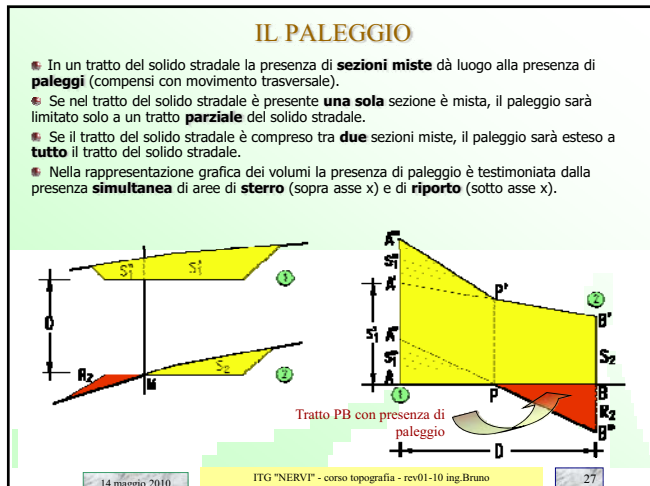 IL PALEGGIO
In un tratto del solido stradale la presenza di sezioni miste dà luogo alla presenza di
paleggi (compensi con movimento trasversale).
Se nel tratto del solido stradale è presente una sola sezione è mista, il paleggio sarà
limitato solo a un tratto parziale del solido stradale.
Se il tratto del solido stradale è compreso tra due sezioni miste, il paleggio sarà esteso a
tutto il tratto del solido stradale.
Nella rappresentazione grafica dei volumi la presenza di paleggio è testimoniata dalla
presenza simultanea di aree di sterro (sopra asse x) e di riporto (sotto asse x).
S"1 S'1
1
D
R2
M
S2
2
P'
2
B'
S'1
S2
A
1
P
B
R2
B"
Tratto PB con presenza di
paleggio
D
14 maggio 2010
ITG "NERVI" - corso topografia - rev01-10 ing.Bruno
27